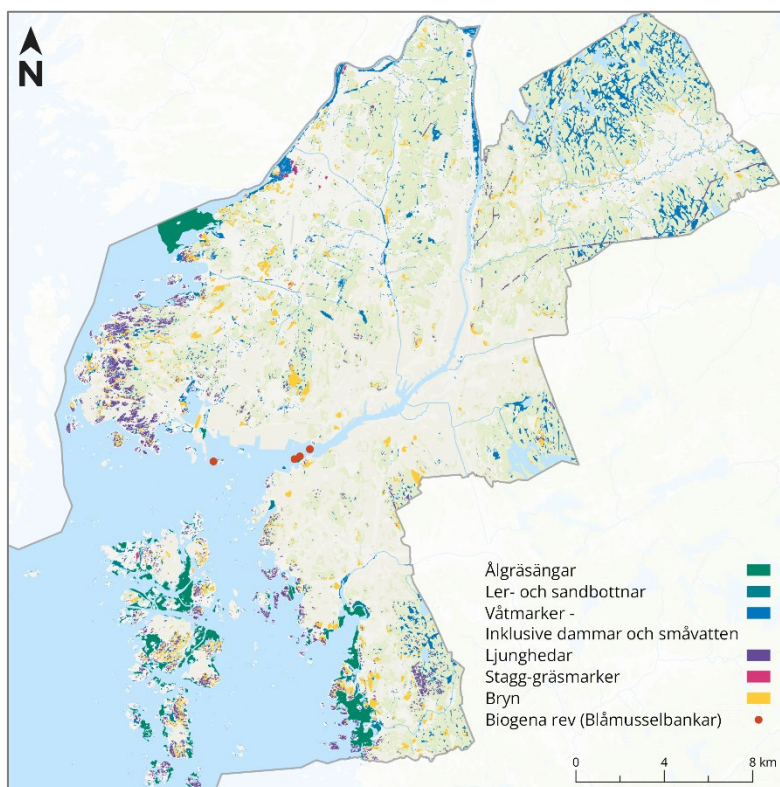 N
Ålgräsängar
Ler- och sandbottnar
Våtmarker -
Inklusive dammar och småvatten
Ljunghedar
Stagg-gräsmarker
Bryn
Biogena rev (Blåmusselbankar)
0 4 8 km